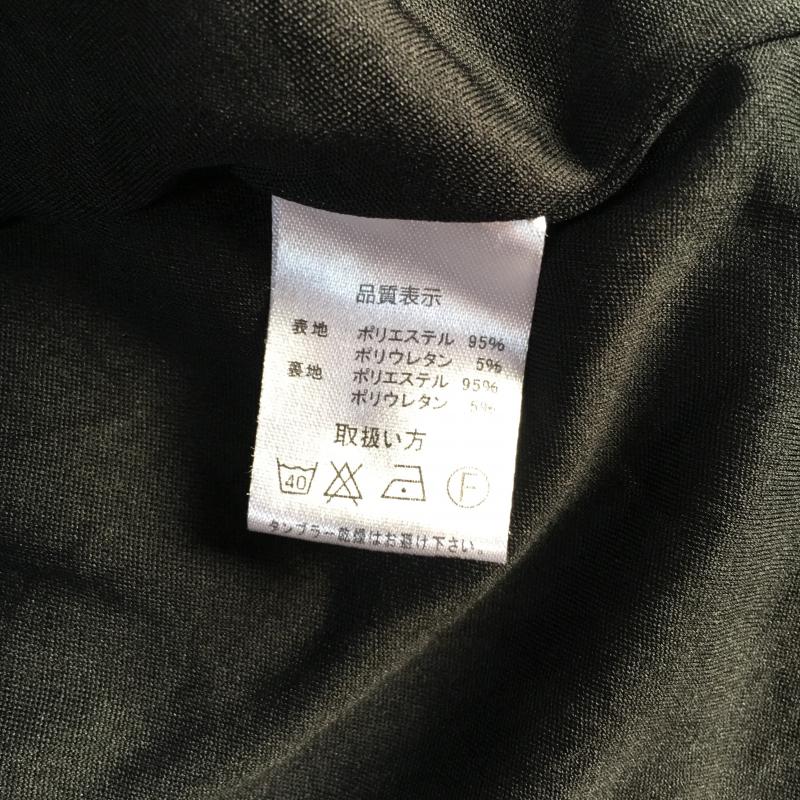 品質表示
表地 ポリエステル 95%
ポリウレタン 5%
裏地 ポリエステル 95%
ポリウレタン 5%
取扱い方
40 F
タンブラー乾燥はお避け下さい。